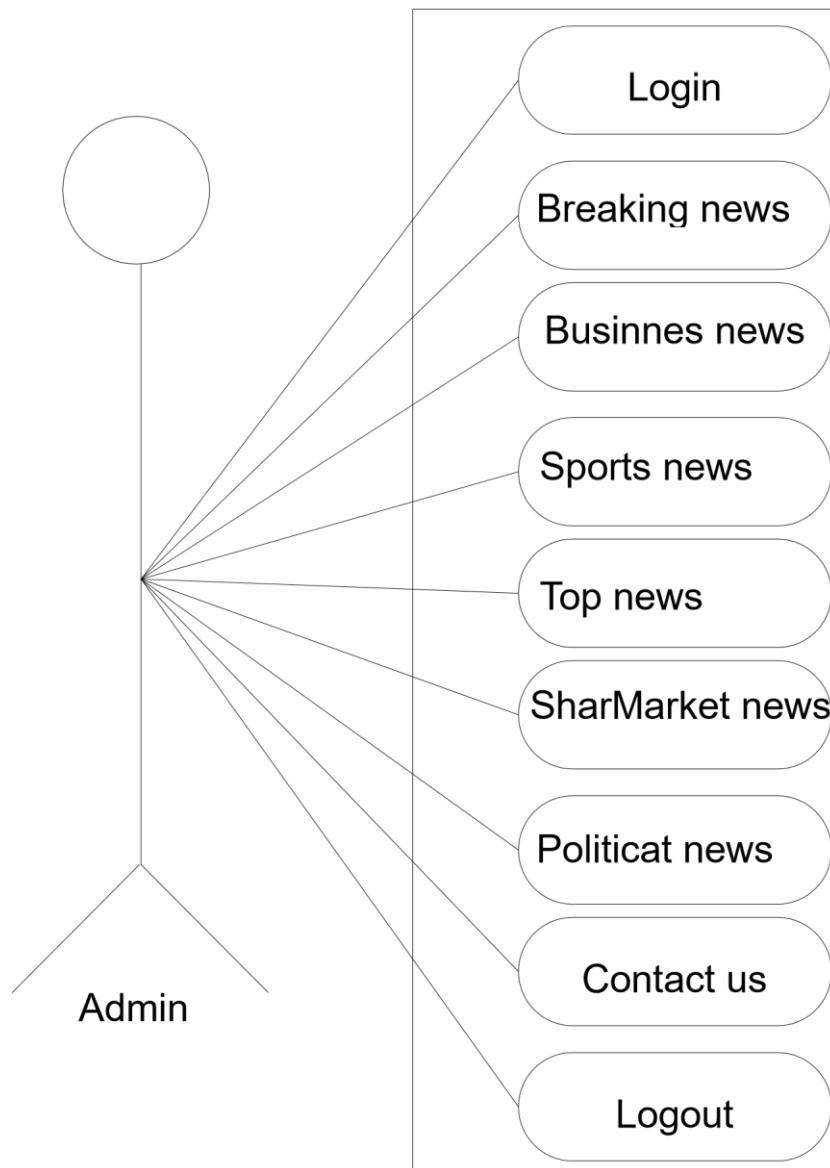 Login
Breaking news
Businnes news
Sports news
Top news
SharMarket news
Politicat news
Contact us
Admin
Logout